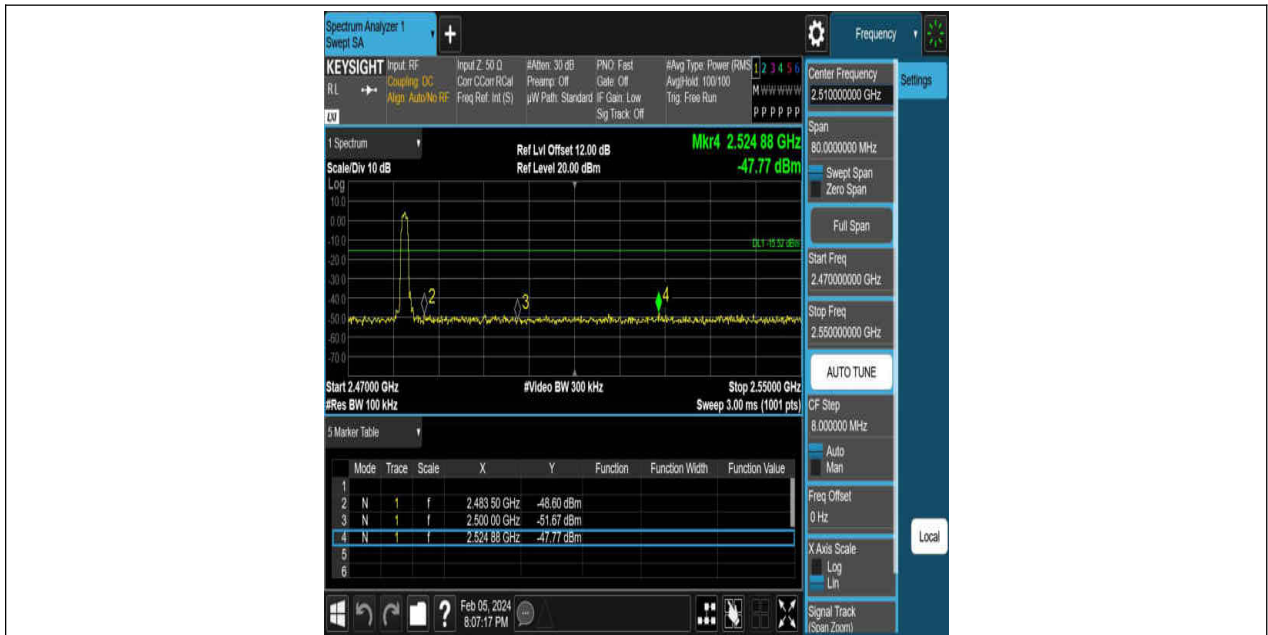 Spectrum Analyzer 1
Swept SA
+
Frequency
KEYSIGHT
RL
LXI
Input: RF
Coupling: DC
Align: Auto/No RF
Input Z: 50 Ω
Corr CCorr RCal
Freq Ref: Int (S)
#Atten: 30 dB
Preamp: Off
µW Path: Standard
PNO: Fast
Gate: Off
IF Gain: Low
Sig Track: Off
#Avg Type: Power (RMS
Avg|Hold: 100/100
Trig: Free Run
1 2 3 4 5 6
M W W W W W
P P P P P P
1 Spectrum
Scale/Div 10 dB
Ref Lvl Offset 12.00 dB
Ref Level 20.00 dBm
Mkr4 2.524 88 GHz
-47.77 dBm
Log
10.0
0.00
-10.0
-20.0
-30.0
-40.0
-50.0
-60.0
-70.0
DL1 -15.52 dBm
2
3
4
Start 2.47000 GHz
#Video BW 300 kHz
Stop 2.55000 GHz
#Res BW 100 kHz
Sweep 3.00 ms (1001 pts)
5 Marker Table
Mode Trace Scale X Y Function Function Width Function Value
1
2 N 1 f 2.483 50 GHz -48.60 dBm
3 N 1 f 2.500 00 GHz -51.67 dBm
4 N 1 f 2.524 88 GHz -47.77 dBm
5
6
?
Feb 05, 2024
8:07:17 PM
Center Frequency
2.510000000 GHz
Settings
Span
80.0000000 MHz
Swept Span
Zero Span
Full Span
Start Freq
2.470000000 GHz
Stop Freq
2.550000000 GHz
AUTO TUNE
CF Step
8.000000 MHz
Auto
Man
Freq Offset
0 Hz
Local
X Axis Scale
Log
Lin
Signal Track
(Span Zoom)